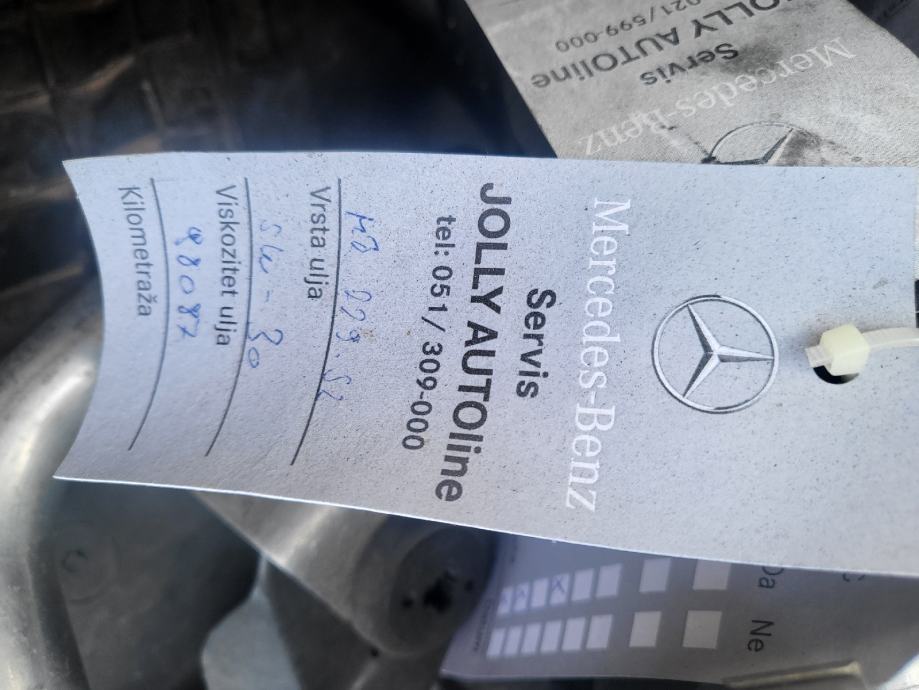 Mercedes-Benz
Servis
JOLLY AUTOline
tel: 051/309-000
MB 229.52
Vrsta ulja
5W-30
Viskozitet ulja
98087
Kilometraža
Mercedes-Benz
Servis
JOLLY AUTOline
021/599-000
Da Ne